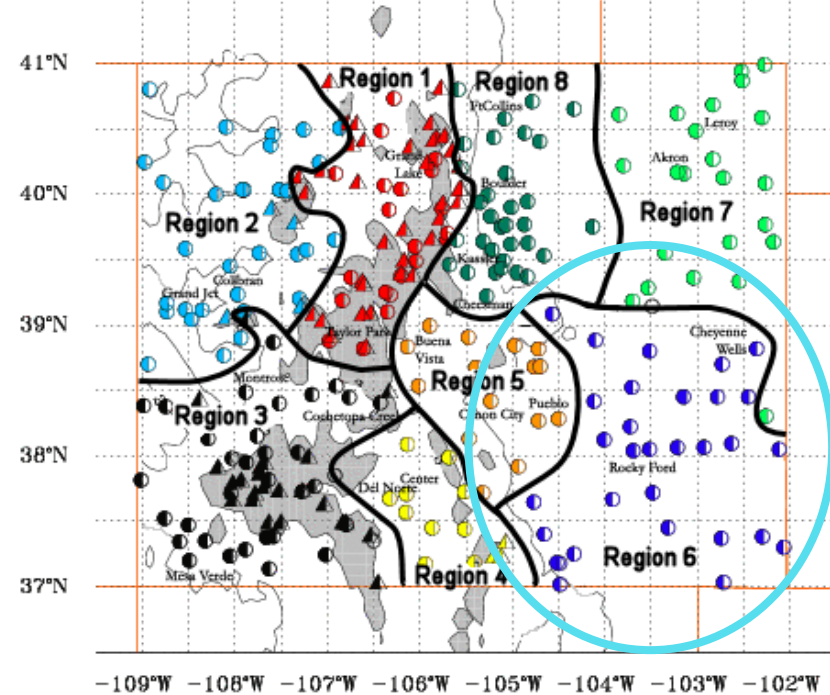 41°N
Region 1
Region 8
FtCollins
Leroy
Grand
Lake
Akron
40°N
Boulder
Region 2
Region 7
Kassler
Collbran
Grand Jct
Cheesman
39°N
Taylor Park
Buena
Vista
Cheyenne
Wells
Montrose
Region 5
Region 3
Cochetopa Creek
Canon City
Pueblo
38°N
Rocky Ford
Center
Del Norte
Region 6
Mesa Verde
Region 4
37°N
-109°W -108°W -107°W -106°W -105°W -104°W -103°W -102°W